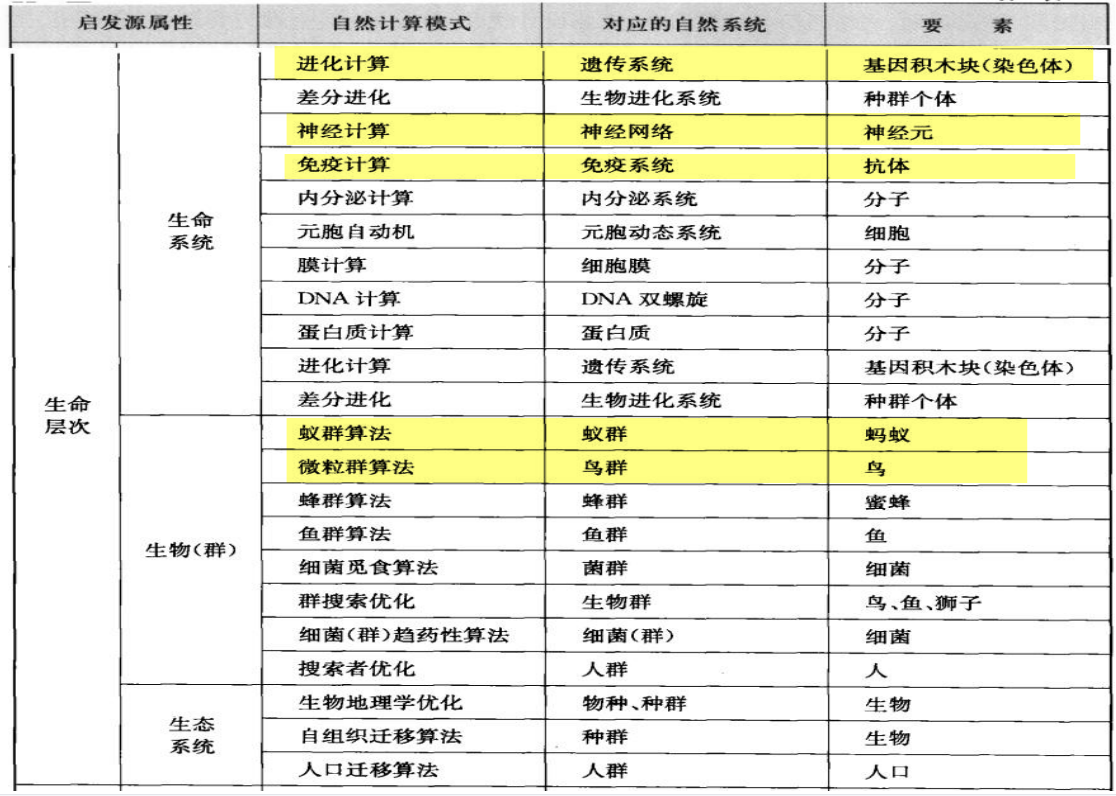 启发源属性 自然计算模式 对应的自然系统 要 素
进化计算 遗传系统 基因积木块(染色体)
差分进化 生物进化系统 种群个体
神经计算 神经网络 神经元
免疫计算 免疫系统 抗体
内分泌计算 内分泌系统 分子
生命
系统
元胞自动机 元胞动态系统 细胞
膜计算 细胞膜 分子
DNA 计算 DNA 双螺旋 分子
蛋白质计算 蛋白质 分子
进化计算 遗传系统 基因积木块(染色体)
差分进化 生物进化系统 种群个体
生命
层次
蚁群算法 蚁群 蚂蚁
微粒群算法 鸟群 鸟
蜂群算法 蜂群 蜜蜂
鱼群算法 鱼群 鱼
生物(群)
细菌觅食算法 菌群 细菌
群搜索优化 生物群 鸟、鱼、狮子
细菌(群)趋药性算法 细菌(群) 细菌
搜索者优化 人群 人
生物地理学优化 物种、种群 生物
生态
系统
自组织迁移算法 种群 生物
人口迁移算法 人群 人口